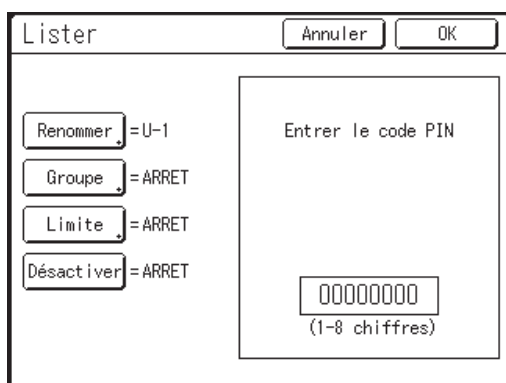 Lister Annuler OK
Renommer =U-1
Groupe =ARRET
Limite =ARRET
Désactiver =ARRET
Entrer le code PIN
00000000
(1-8 chiffres)